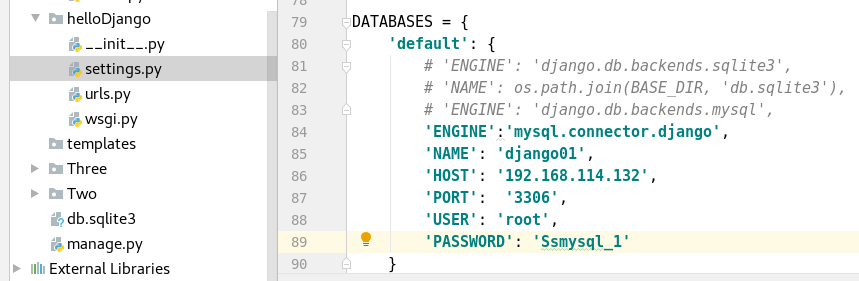 helloDjango
__init__.py
settings.py
urls.py
wsgi.py
templates
Three
Two
db.sqlite3
manage.py
External Libraries
78
79 DATABASES = {
80 'default': {
81 # 'ENGINE': 'django.db.backends.sqlite3',
82 # 'NAME': os.path.join(BASE_DIR, 'db.sqlite3'),
83 # 'ENGINE': 'django.db.backends.mysql',
84 'ENGINE':'mysql.connector.django',
85 'NAME': 'django01',
86 'HOST': '192.168.114.132',
87 'PORT':  '3306',
88 'USER': 'root',
89 'PASSWORD': 'Ssmysql_1'
90 }